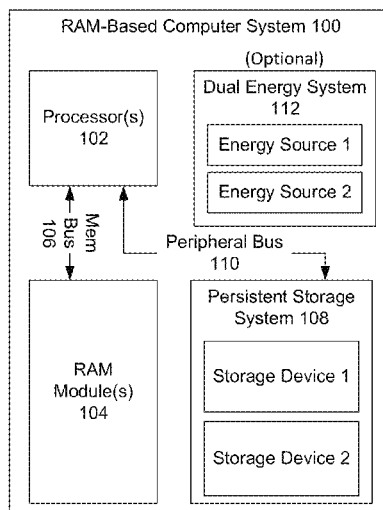 RAM-Based Computer System 100
Processor(s)
102
(Optional)
Dual Energy System
112
Energy Source 1
Energy Source 2
Mem
Bus
106
Peripheral Bus
110
RAM
Module(s)
104
Persistent Storage
System 108
Storage Device 1
Storage Device 2